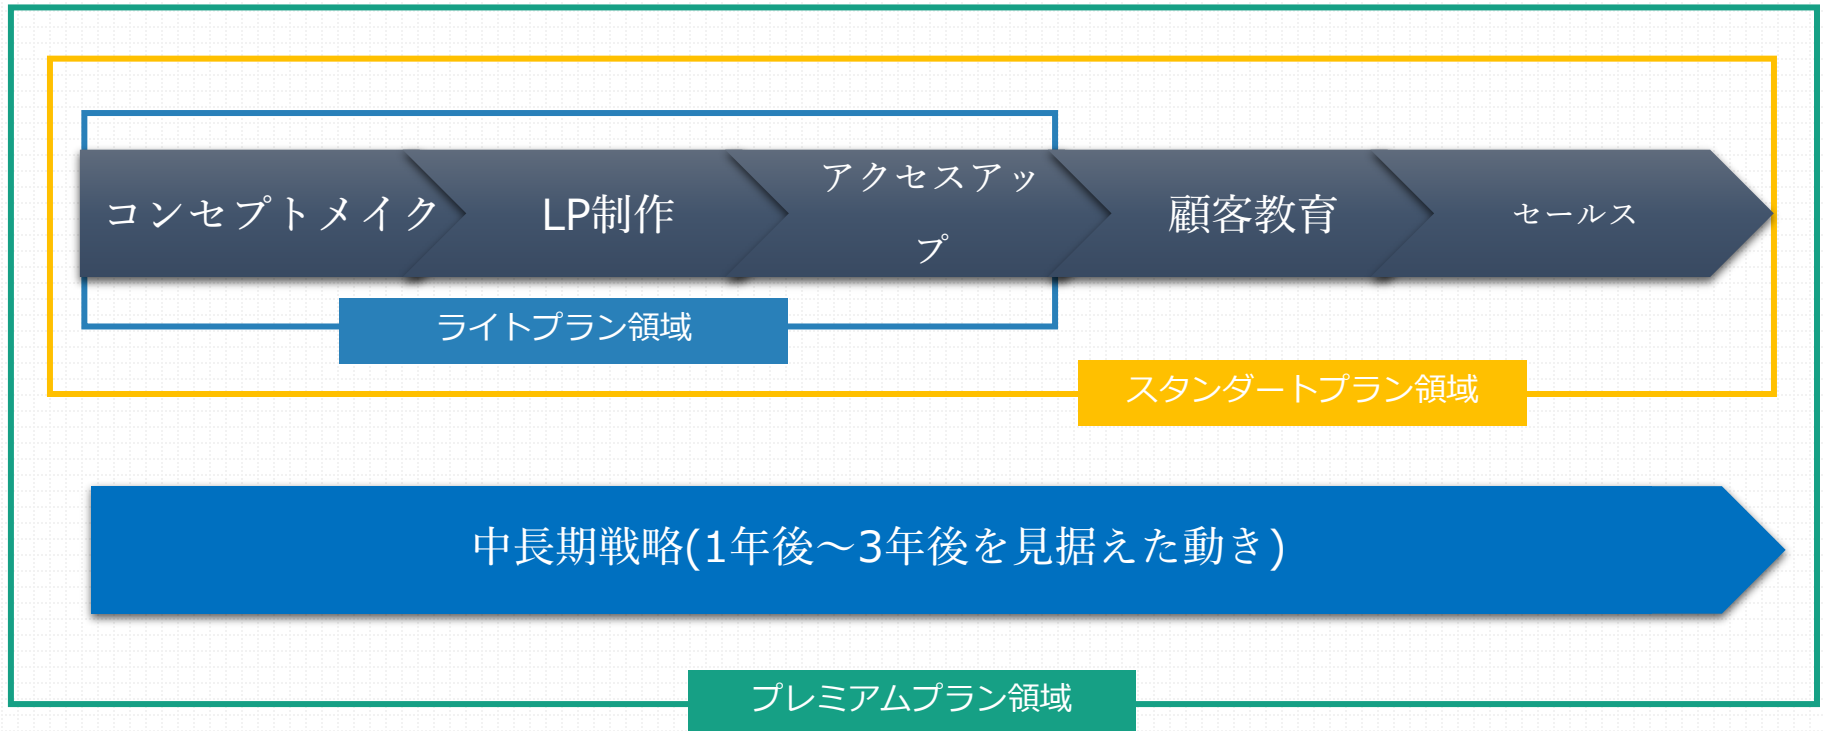 コンセプトメイク
LP制作
アクセスアッ
プ
顧客教育
セールス
ライトプラン領域
スタンダートプラン領域
中長期戦略(1年後～3年後を見据えた動き)
プレミアムプラン領域